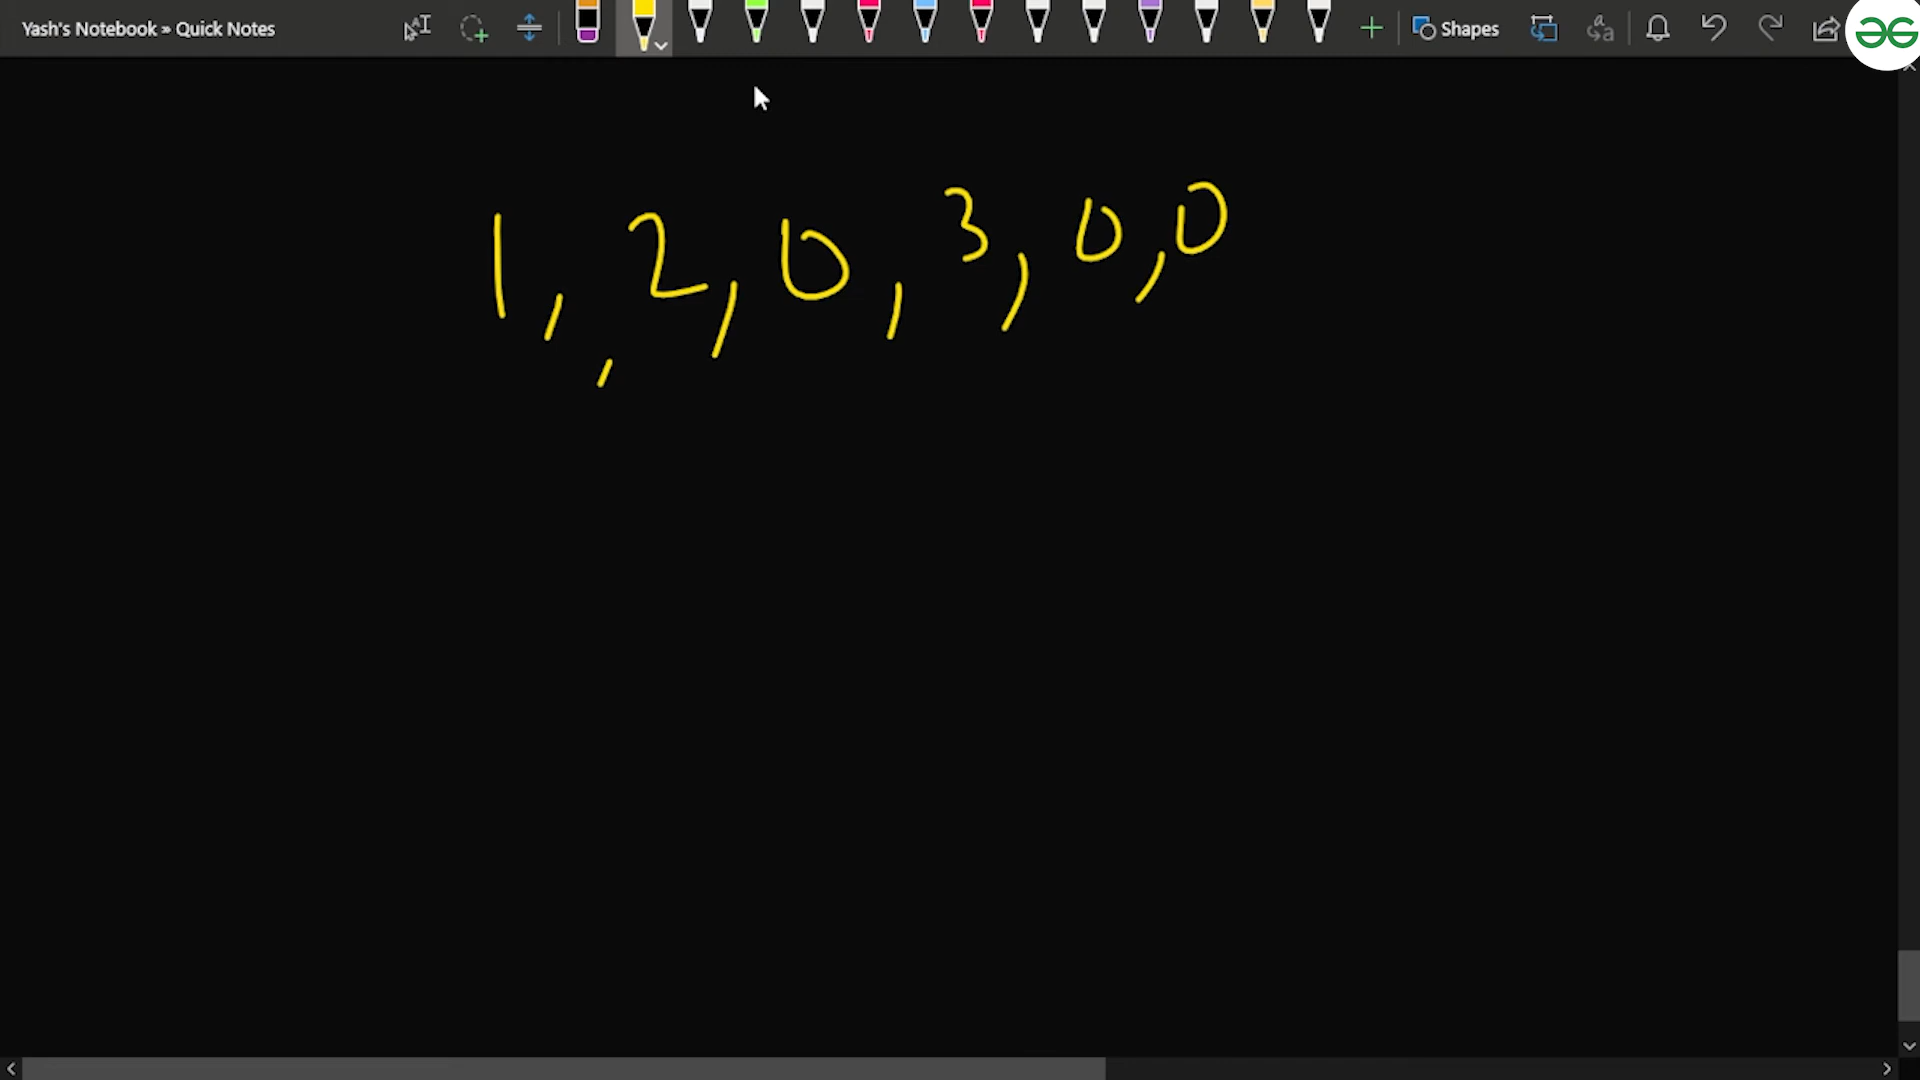 Yash's Notebook » Quick Notes
Shapes
1, 2, 0, 3, 0, 0
,